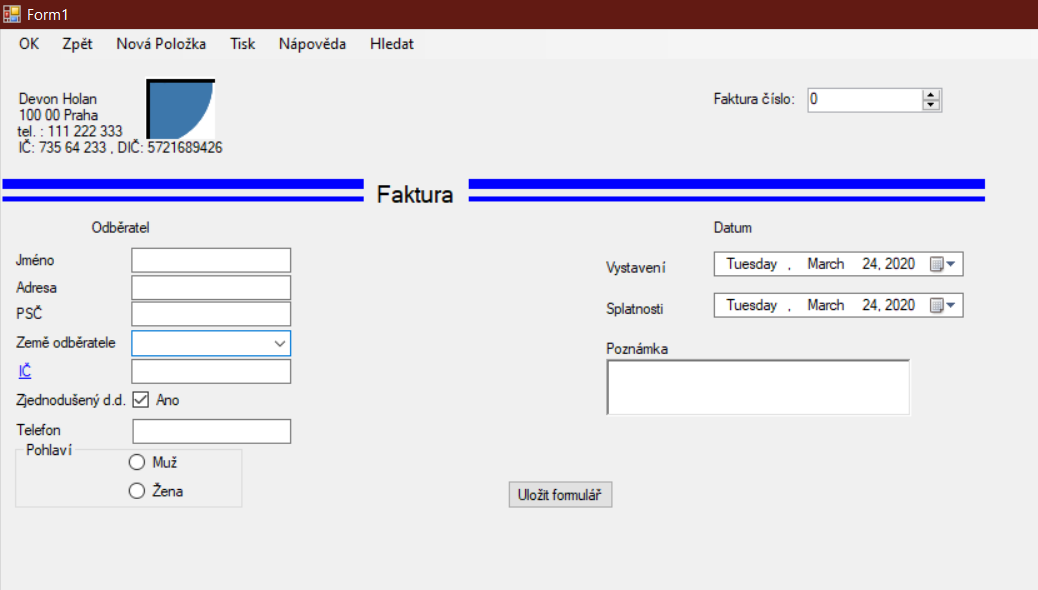 Form1
OK Zpět Nová Položka Tisk Nápověda Hledat
Devon Holan
100 00 Praha
tel. : 111 222 333
IČ: 735 64 233 , DIČ: 5721689426
Faktura číslo: 0
Faktura
Odběratel
Jméno
Adresa
PSČ
Země odběratele
IČ
Zjednodušený d.d. Ano
Telefon
Pohlaví
Muž
Žena
Datum
Vystavení Tuesday , March 24, 2020
Splatnosti Tuesday , March 24, 2020
Poznámka
Uložit formulář